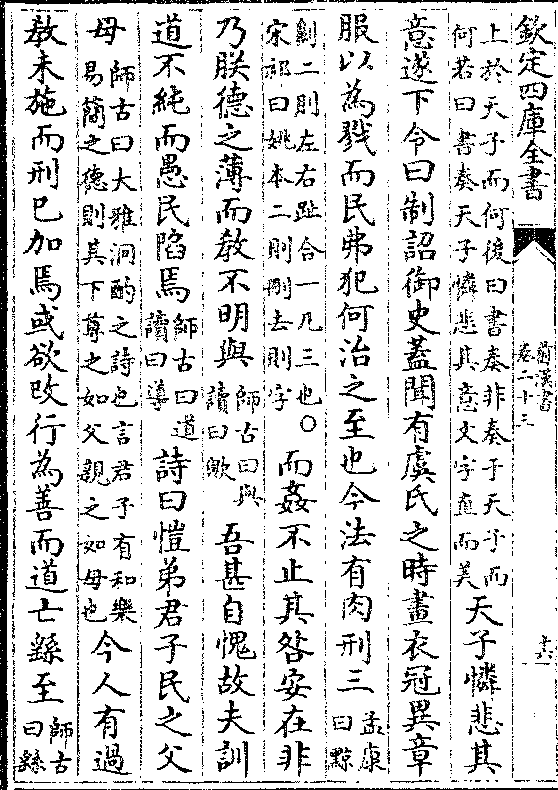 欽定四庫全書
前漢書
卷二十三
十六
上於天子而何後曰書奏非奏于天子而
何若曰書奏天子憐悲其意文字直而美
天子憐悲其
意遂下令曰制詔御史蓋聞有虞氏之時畫衣冠異章
服以為戮而民弗犯何治之至也今法有肉刑三
孟康
曰黥
劓二則左右趾合一凡三也○
宋祁曰姚本二則刪去則字
而姦不止其咎安在非
乃朕德之薄而教不明與
師古曰與
讀曰歟
吾甚自愧故夫訓
道不純而愚民陷焉
師古曰道
讀曰導
詩曰愷弟君子民之父
母
師古曰大雅泂酌之詩也言君子有和樂
易簡之德則其下尊之如父親之如母也
今人有過
教未施而刑已加焉或欲改行為善而道亡繇至
師古
曰繇